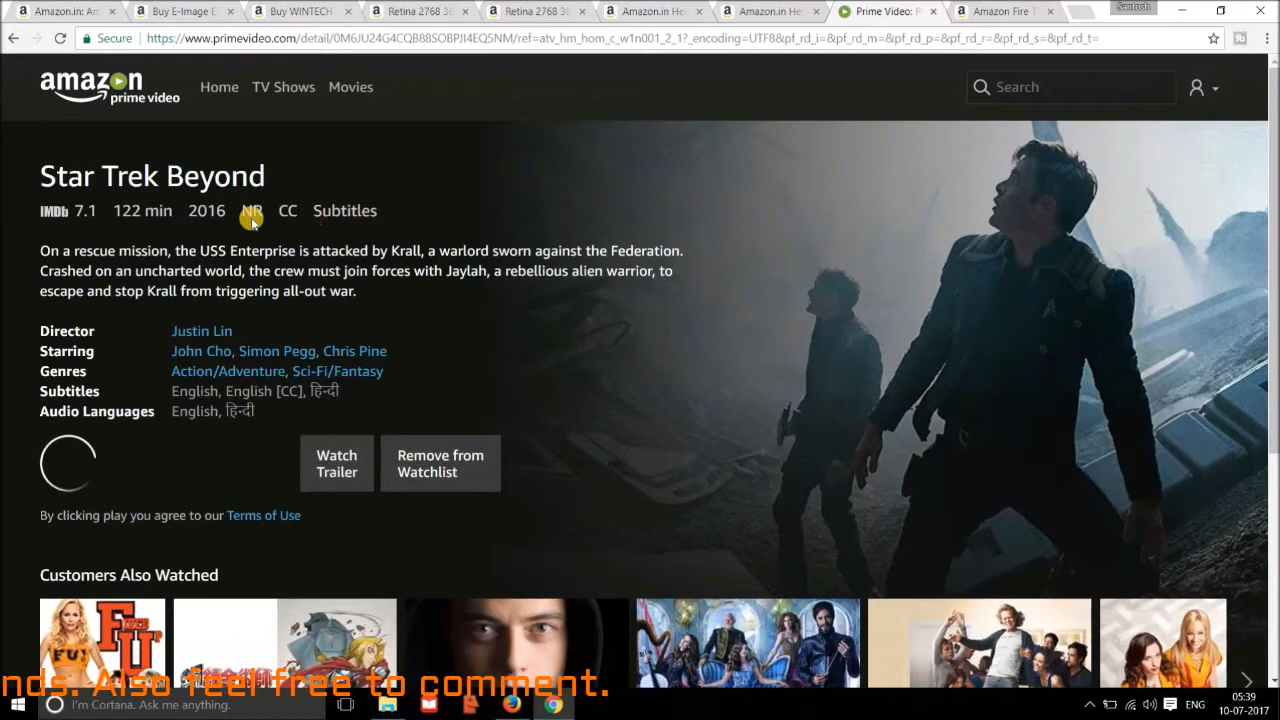 Amazon.in: Am
Buy E-Image E
Buy WINTECH
Retina 2768 36
Retina 2768 36
Amazon.in Hel
Amazon.in Hel
Prime Video: P
Amazon Fire T
Santosh
Secure
https://www.primevideo.com/detail/0M6JU24G4CQB88SOBPJI4EQ5NM/ref=atv_hm_hom_c_w1n001_2_1?_encoding=UTF8&pf_rd_i=&pf_rd_m=&pf_rd_p=&pf_rd_r=&pf_rd_s=&pf_rd_t=
amazon prime video
Home TV Shows Movies
Search
Star Trek Beyond
IMDb 7.1 122 min 2016 NR CC Subtitles
On a rescue mission, the USS Enterprise is attacked by Krall, a warlord sworn against the Federation.
Crashed on an uncharted world, the crew must join forces with Jaylah, a rebellious alien warrior, to
escape and stop Krall from triggering all-out war.
Director Justin Lin
Starring John Cho, Simon Pegg, Chris Pine
Genres Action/Adventure, Sci-Fi/Fantasy
Subtitles English, English [CC], हिन्दी
Audio Languages English, हिन्दी
Watch
Trailer
Remove from
Watchlist
By clicking play you agree to our Terms of Use
Customers Also Watched
nds. Also feel free to comment.
I'm Cortana. Ask me anything.
ENG
05:39
10-07-2017